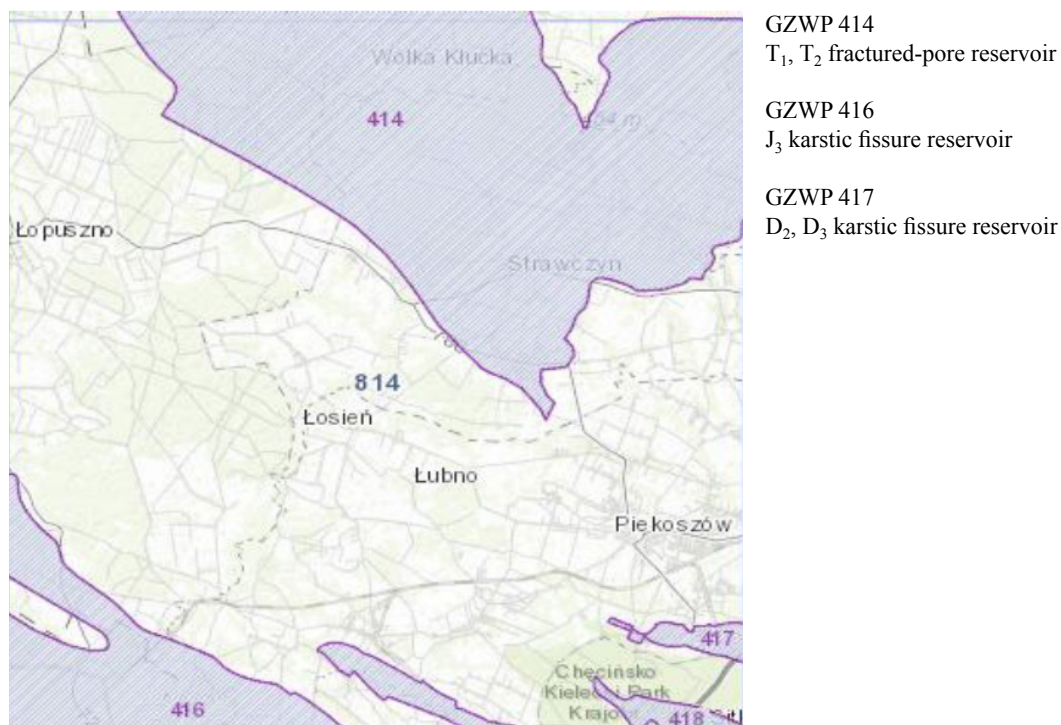 Wólka Kłucka
414
54 m
Łopuszno
Strawczyn
814
Łosień
Łubno
Piekoszów
417
Chęcińsko
Park
416
418
GZWP 414
T₁, T₂ fractured-pore reservoir
GZWP 416
J₃ karstic fissure reservoir
GZWP 417
D₂, D₃ karstic fissure reservoir